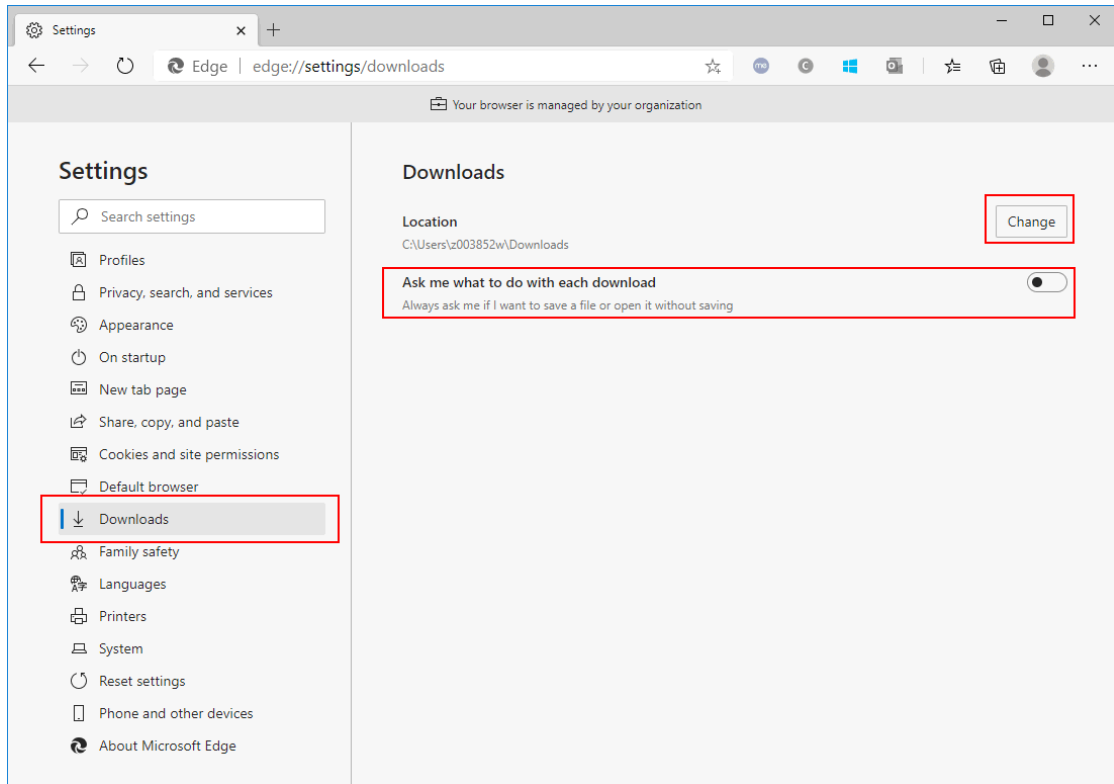 Settings
Edge | edge://settings/downloads
Your browser is managed by your organization
Settings
Search settings
Profiles
Privacy, search, and services
Appearance
On startup
New tab page
Share, copy, and paste
Cookies and site permissions
Default browser
Downloads
Family safety
Languages
Printers
System
Reset settings
Phone and other devices
About Microsoft Edge
Downloads
Location
Change
C:\Users\z003852w\Downloads
Ask me what to do with each download
Always ask me if I want to save a file or open it without saving